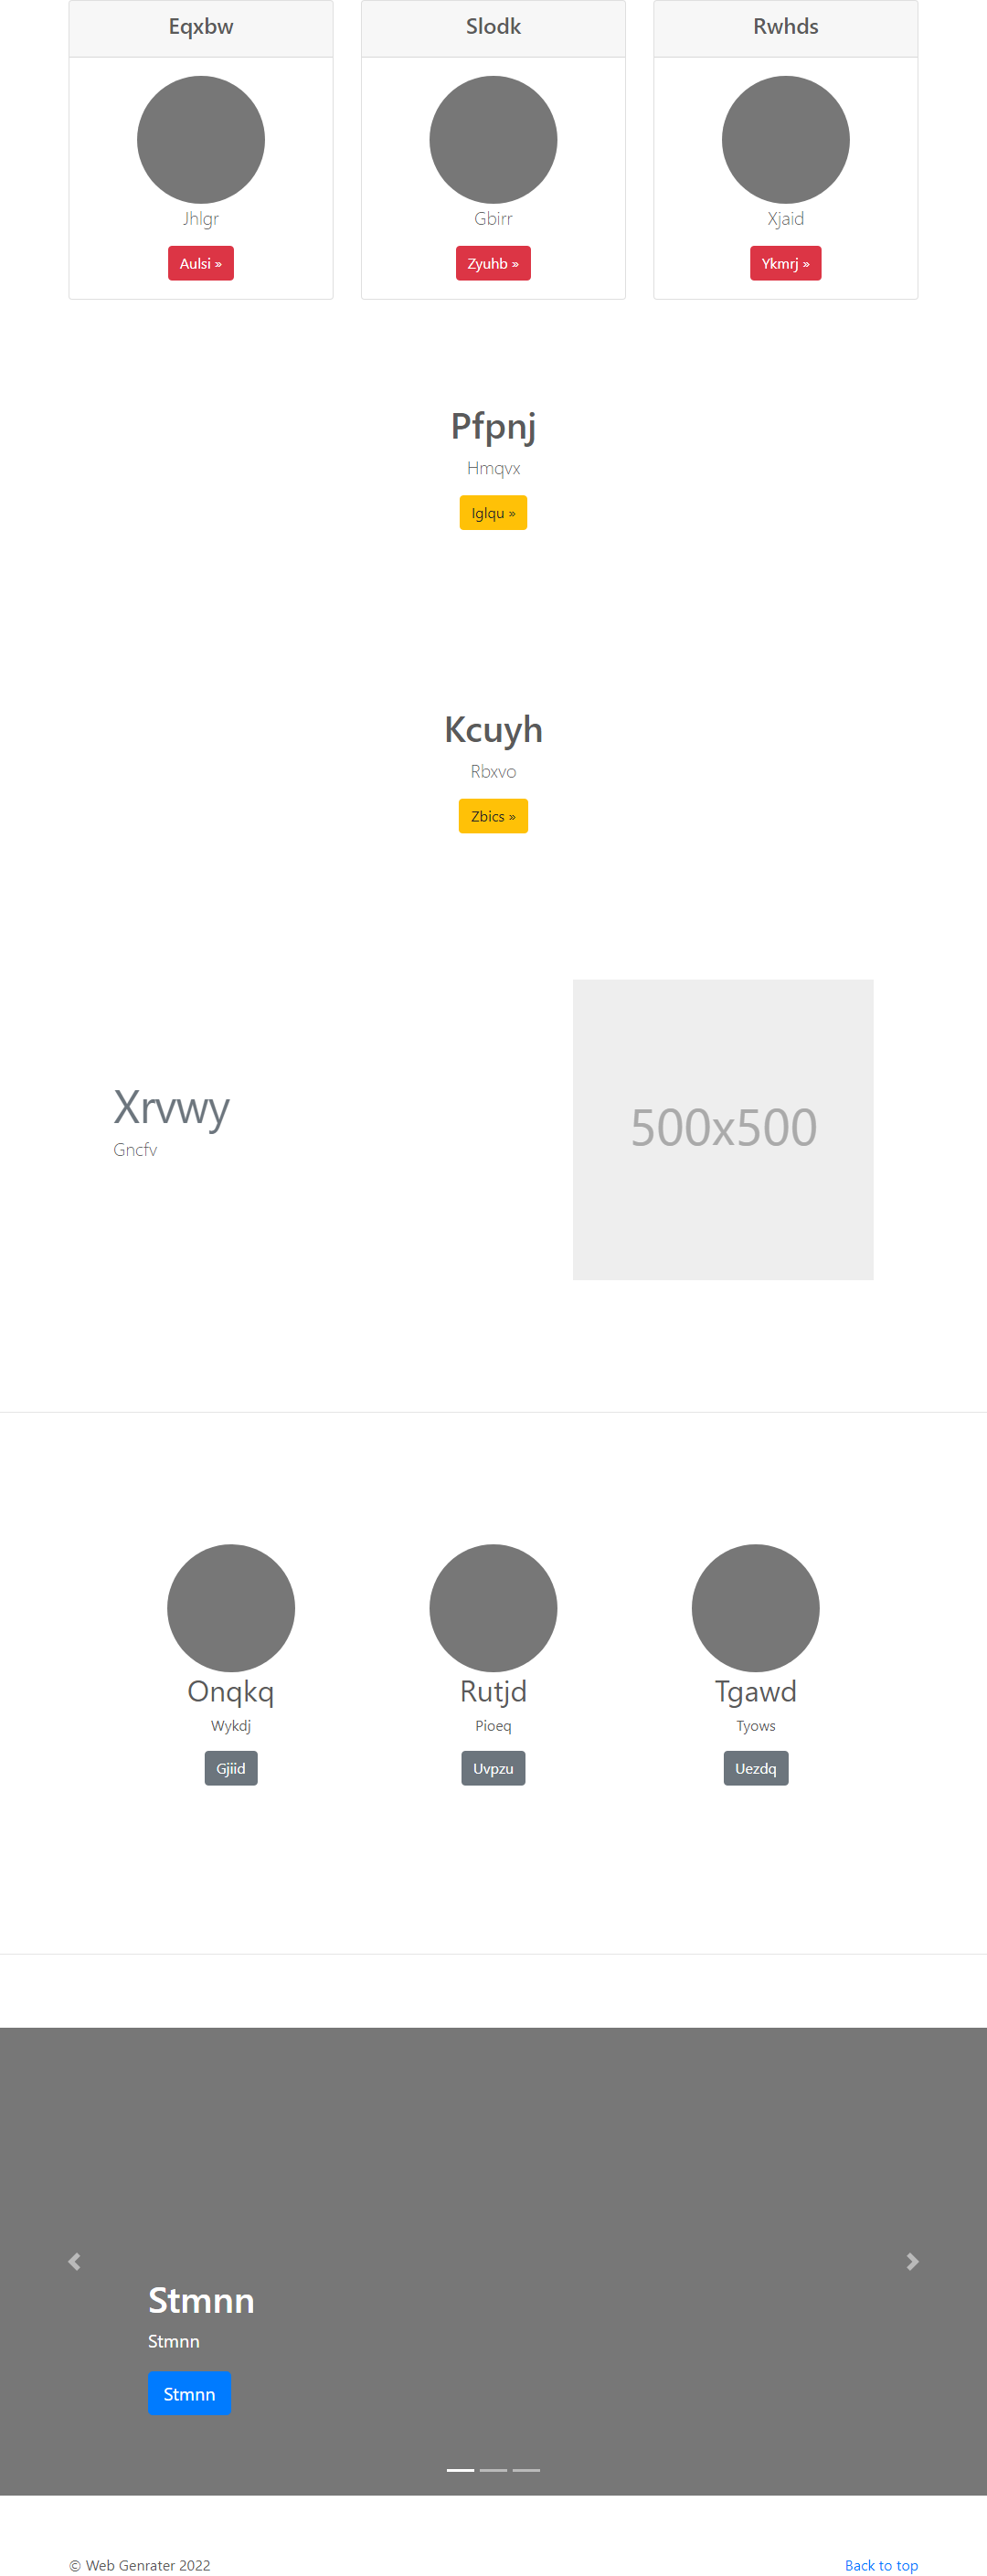 Eqxbw
Slodk
Rwhds
Jhlgr
Gbirr
Xjaid
Aulsi »
Zyuhb »
Ykmrj »
Pfpnj
Hmqvx
Iglqu »
Kcuyh
Rbxvo
Zbics »
Xrvwy
Gncfv
500x500
Onqkq
Rutjd
Tgawd
Wykdj
Pioeq
Tyows
Gjiid
Uvpzu
Uezdq
Stmnn
Stmnn
Stmnn
© Web Genrater 2022
Back to top